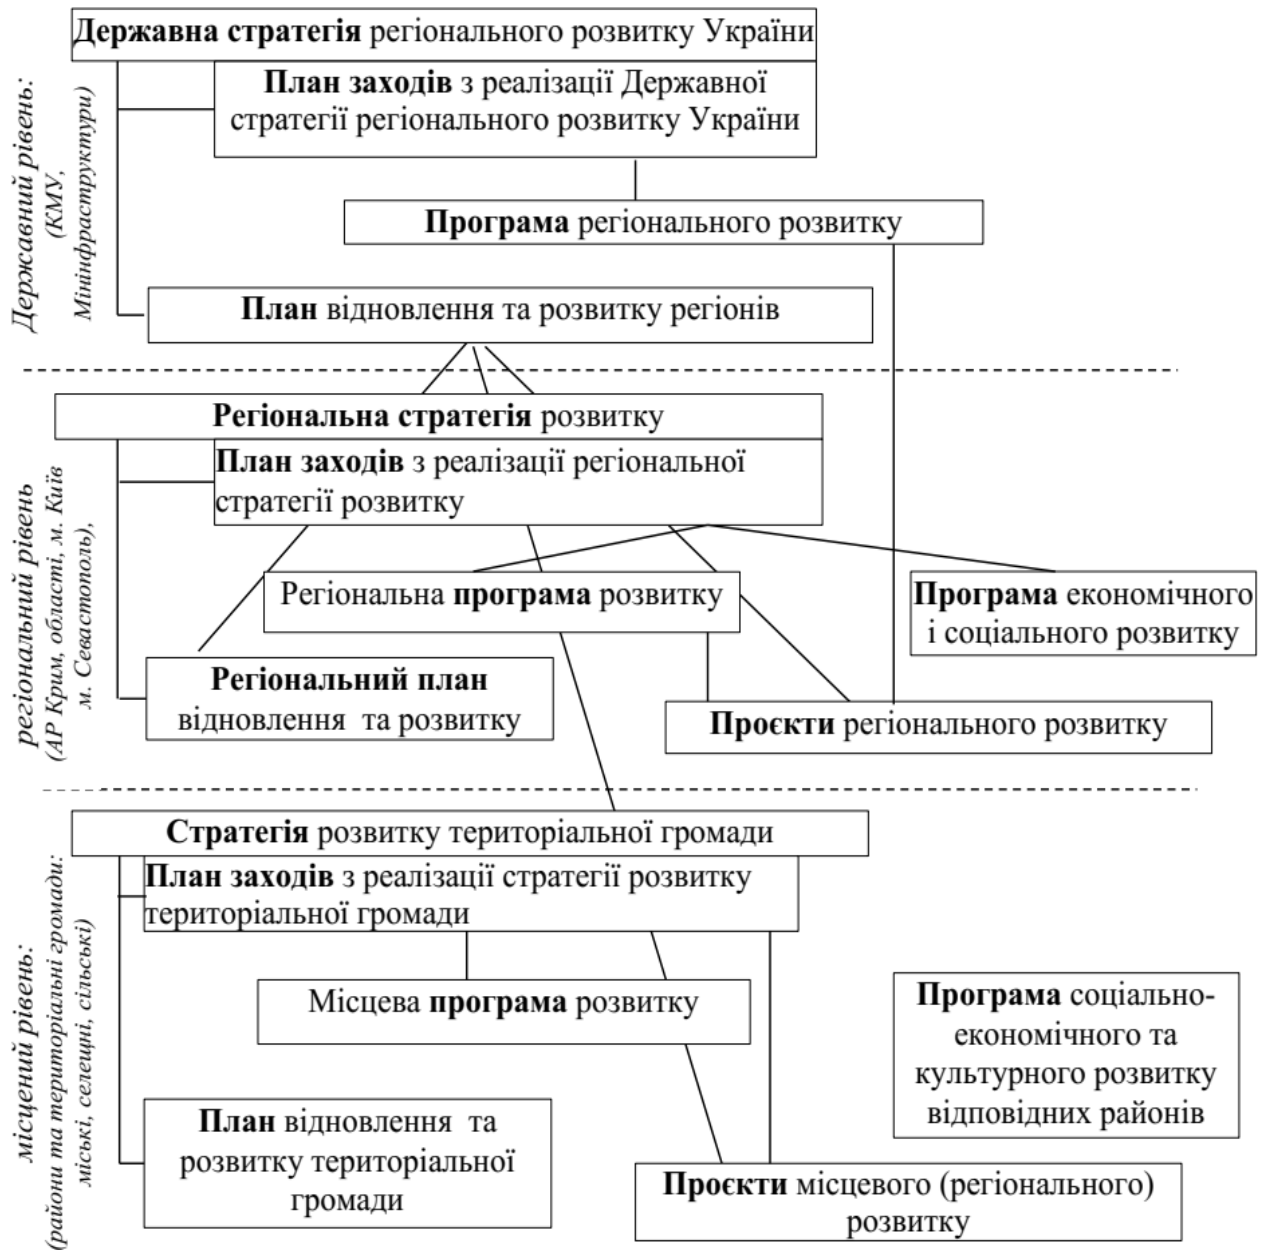 Державна стратегія регіонального розвитку України
План заходів з реалізації Державної
стратегії регіонального розвитку України
Програма регіонального розвитку
План відновлення та розвитку регіонів
Державний рівень:
(КМУ,
Мінінфраструктури)
Регіональна стратегія розвитку
План заходів з реалізації регіональної
стратегії розвитку
Регіональна програма розвитку
Програма економічного
і соціального розвитку
Регіональний план
відновлення та розвитку
Проєкти регіонального розвитку
регіональний рівень
(АР Крим, області, м. Київ
м. Севастополь),
Стратегія розвитку територіальної громади
План заходів з реалізації стратегії розвитку
територіальної громади
Місцева програма розвитку
Програма соціально-
економічного та
культурного розвитку
відповідних районів
План відновлення та
розвитку територіальної
громади
Проєкти місцевого (регіонального)
розвитку
місцений рівень:
(райони та територіальні громади:
міські, селещні, сільські)